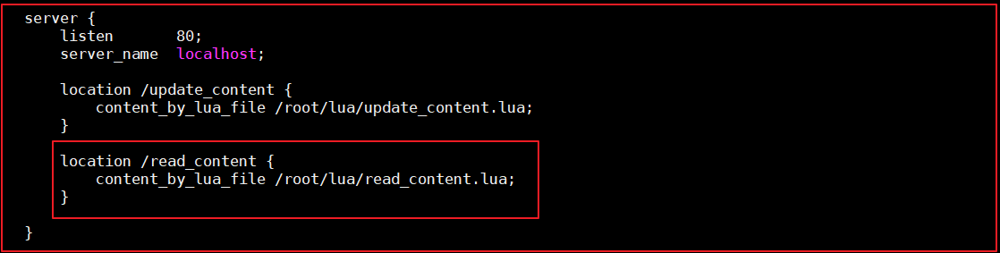 server {
    listen       80;
    server_name  localhost;
    location /update_content {
        content_by_lua_file /root/lua/update_content.lua;
    }
    location /read_content {
        content_by_lua_file /root/lua/read_content.lua;
    }
}